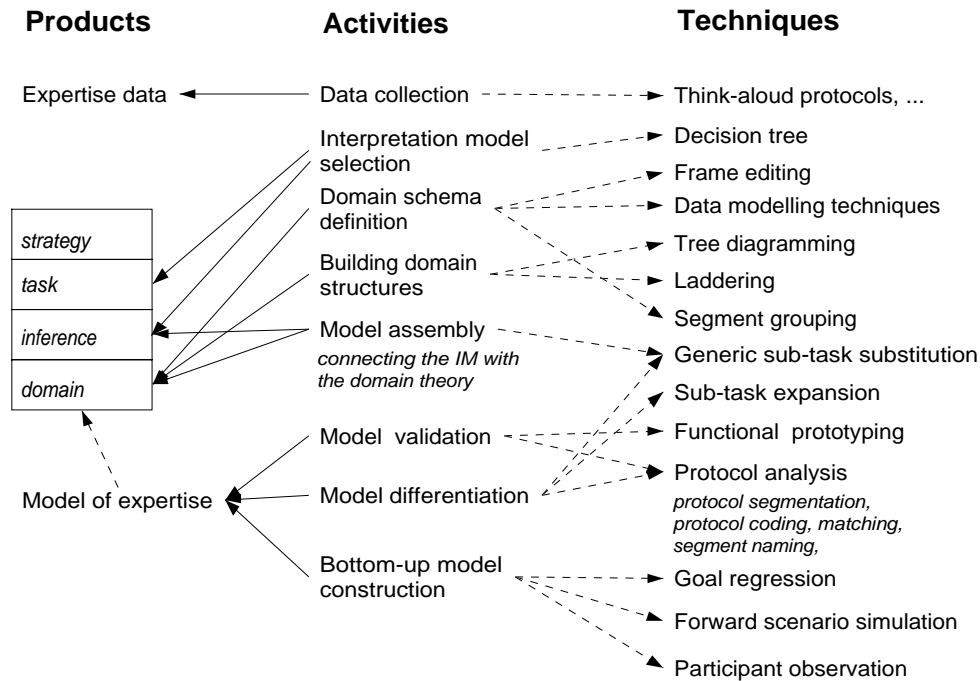 Products
Activities
Techniques
Expertise data
Data collection
Think-aloud protocols, ...
Interpretation model
selection
Decision tree
Frame editing
Domain schema
definition
Data modelling techniques
strategy
task
inference
domain
Building domain
structures
Tree diagramming
Laddering
Segment grouping
Model assembly
connecting the IM with
the domain theory
Generic sub-task substitution
Sub-task expansion
Model validation
Functional prototyping
Model of expertise
Model differentiation
Protocol analysis
protocol segmentation,
protocol coding, matching,
segment naming,
Bottom-up model
construction
Goal regression
Forward scenario simulation
Participant observation